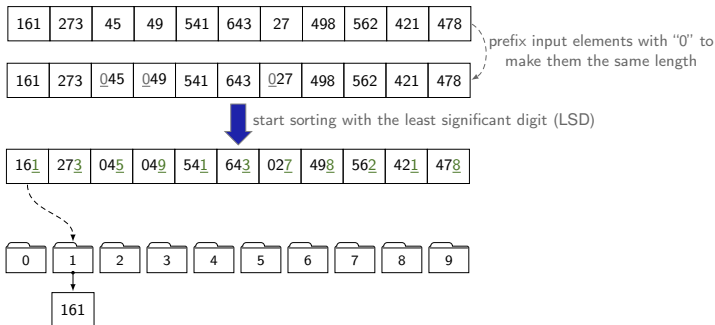 161 273 45 49 541 643 27 498 562 421 478
prefix input elements with “0” to
make them the same length
161 273 045 049 541 643 027 498 562 421 478
start sorting with the least significant digit (LSD)
161 273 045 049 541 643 027 498 562 421 478
0 1 2 3 4 5 6 7 8 9
161